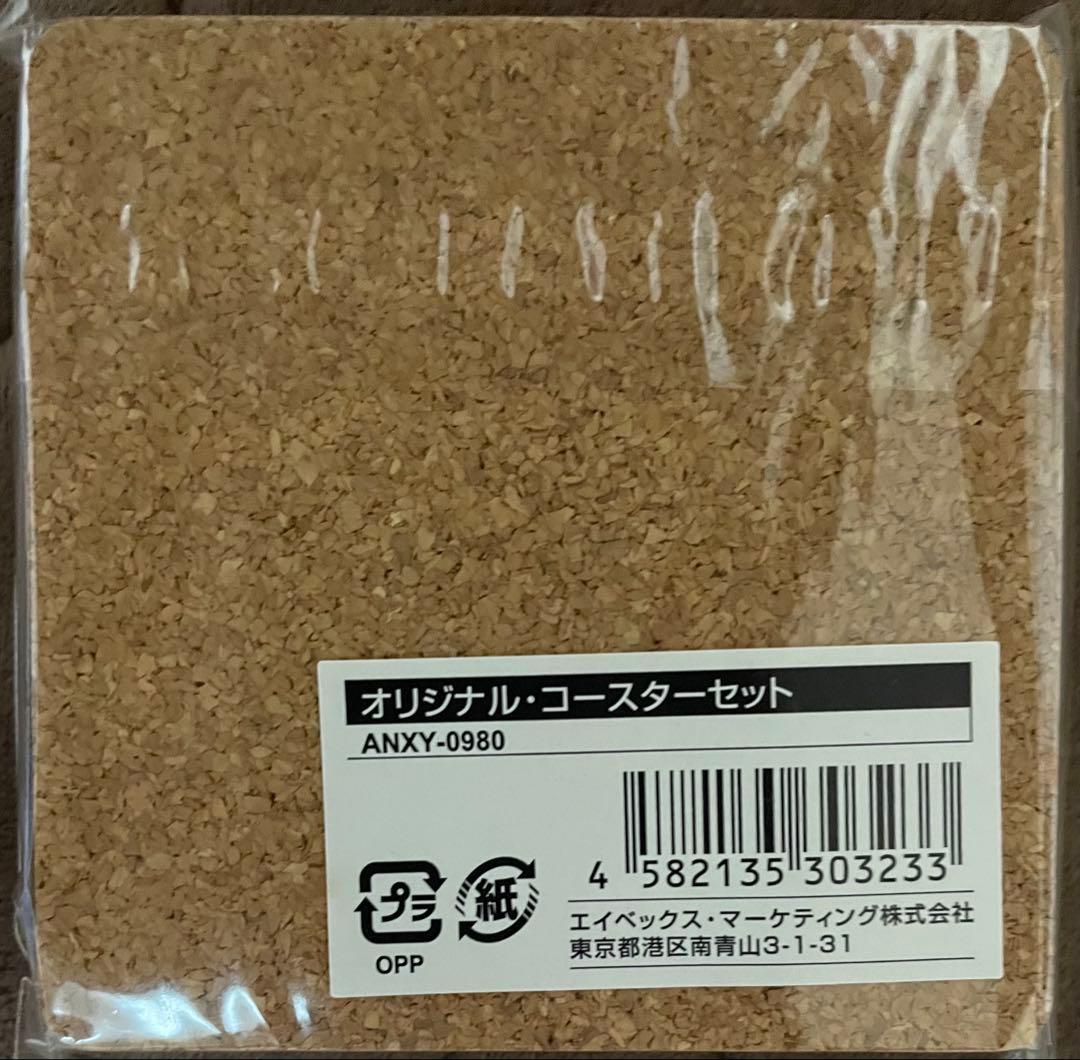 オリジナル・コースターセット
ANXY-0980
プラ
紙
OPP
4 582135 303233
エイベックス・マーケティング株式会社
東京都港区南青山3-1-31